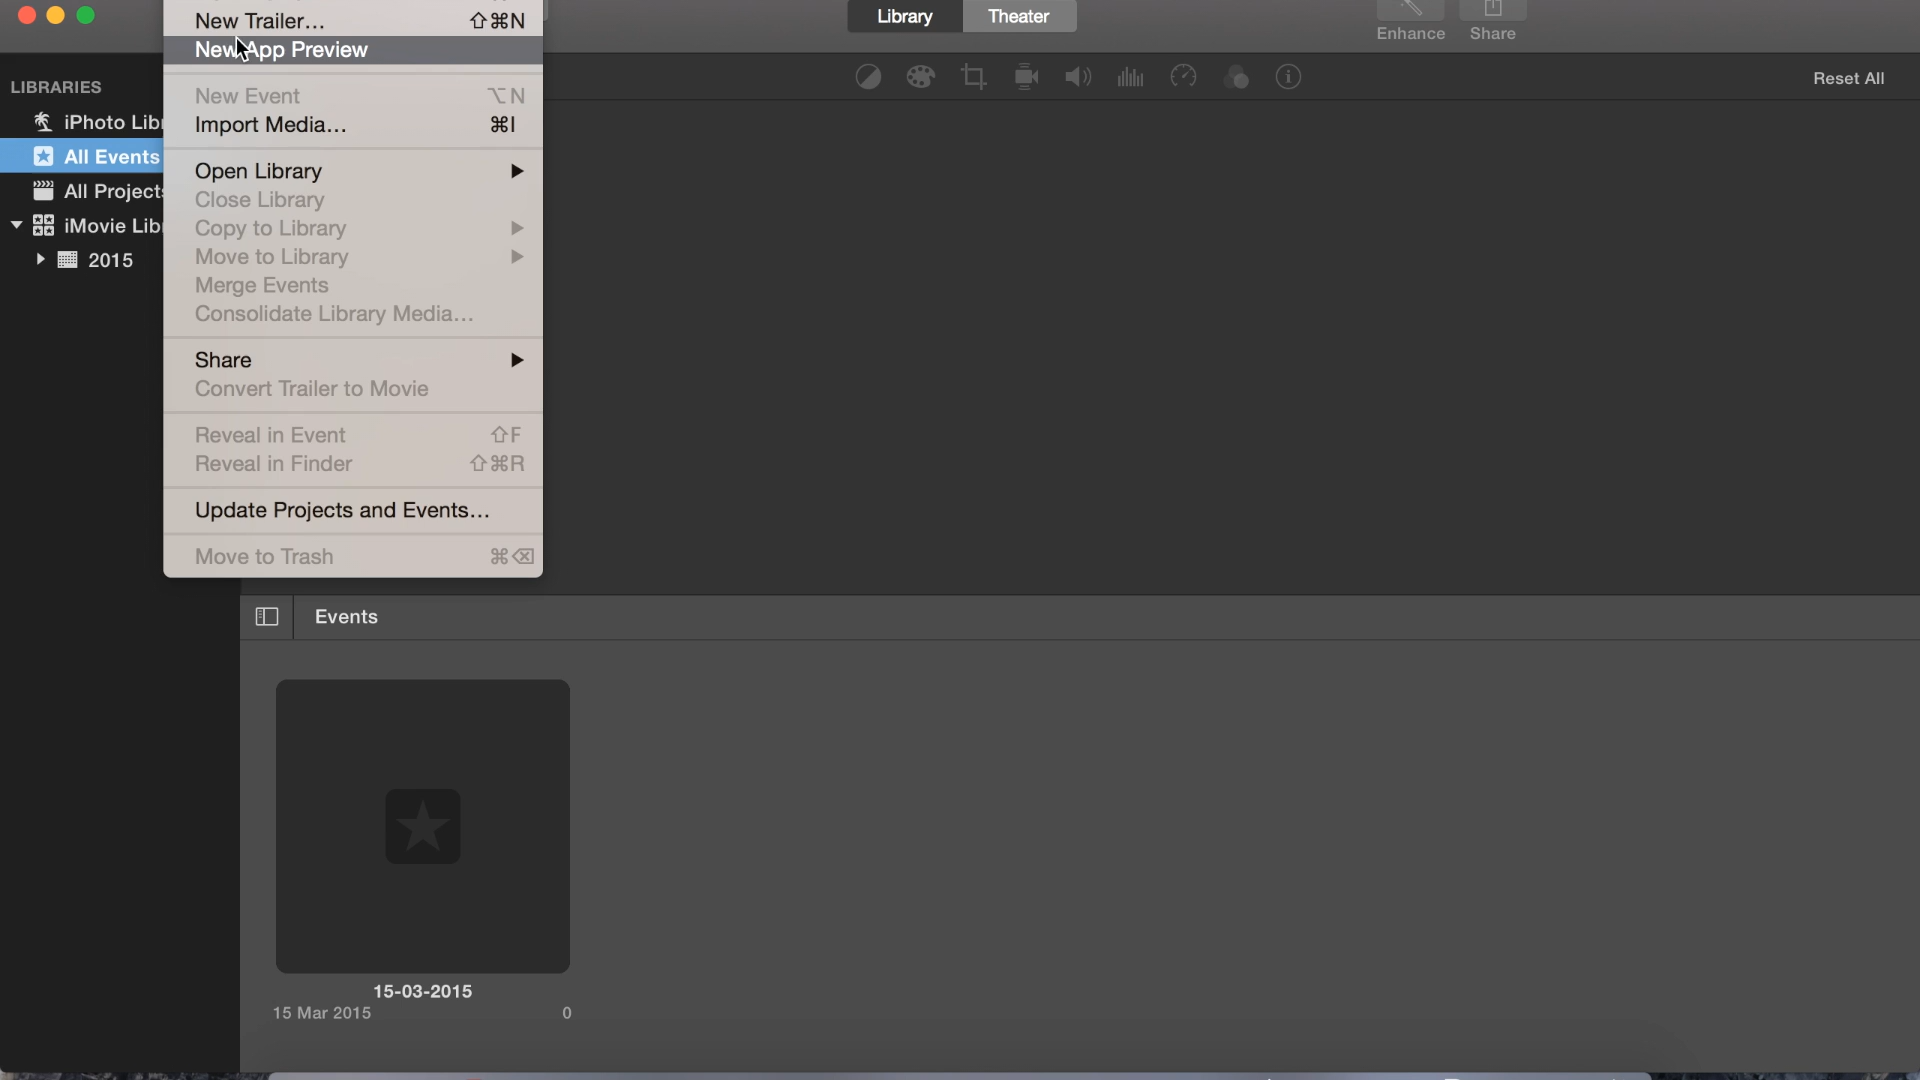 New Trailer... ⇧⌘N
New App Preview
New Event ⌥N
Import Media... ⌘I
Open Library ▶
Close Library
Copy to Library ▶
Move to Library ▶
Merge Events
Consolidate Library Media...
Share ▶
Convert Trailer to Movie
Reveal in Event ⇧F
Reveal in Finder ⇧⌘R
Update Projects and Events...
Move to Trash ⌘⌫
Library Theater
Enhance Share
Reset All
LIBRARIES
iPhoto Libr
All Events
All Projects
iMovie Libr
2015
Events
15-03-2015
15 Mar 2015 0